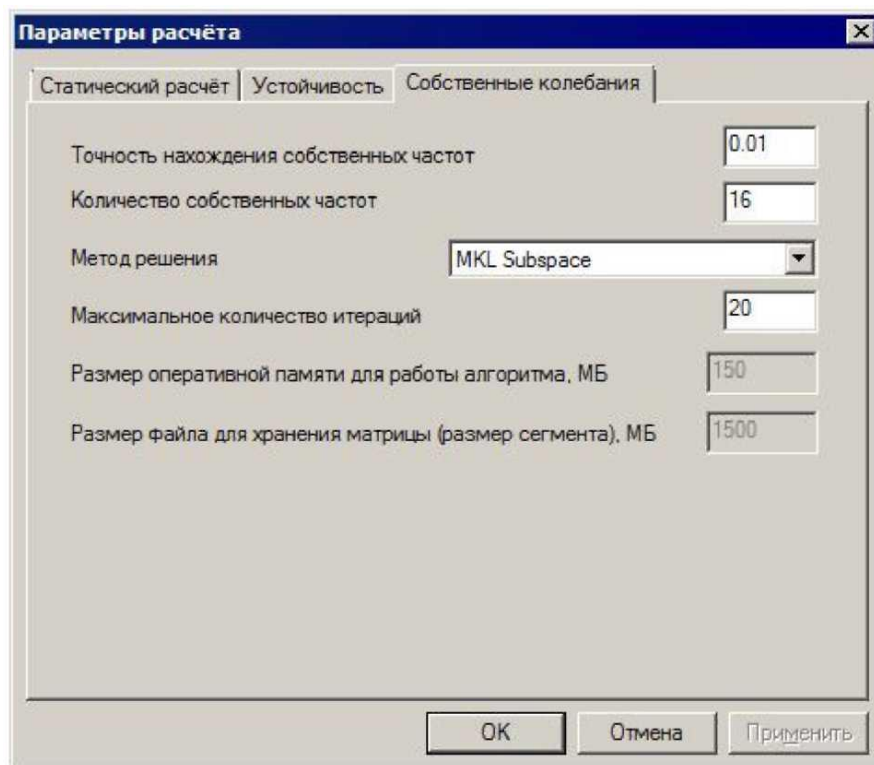 Параметры расчёта
Статический расчёт Устойчивость Собственные колебания
Точность нахождения собственных частот 0.01
Количество собственных частот 16
Метод решения MKL Subspace
Максимальное количество итераций 20
Размер оперативной памяти для работы алгоритма, МБ 150
Размер файла для хранения матрицы (размер сегмента), МБ 1500
OK Отмена Применить